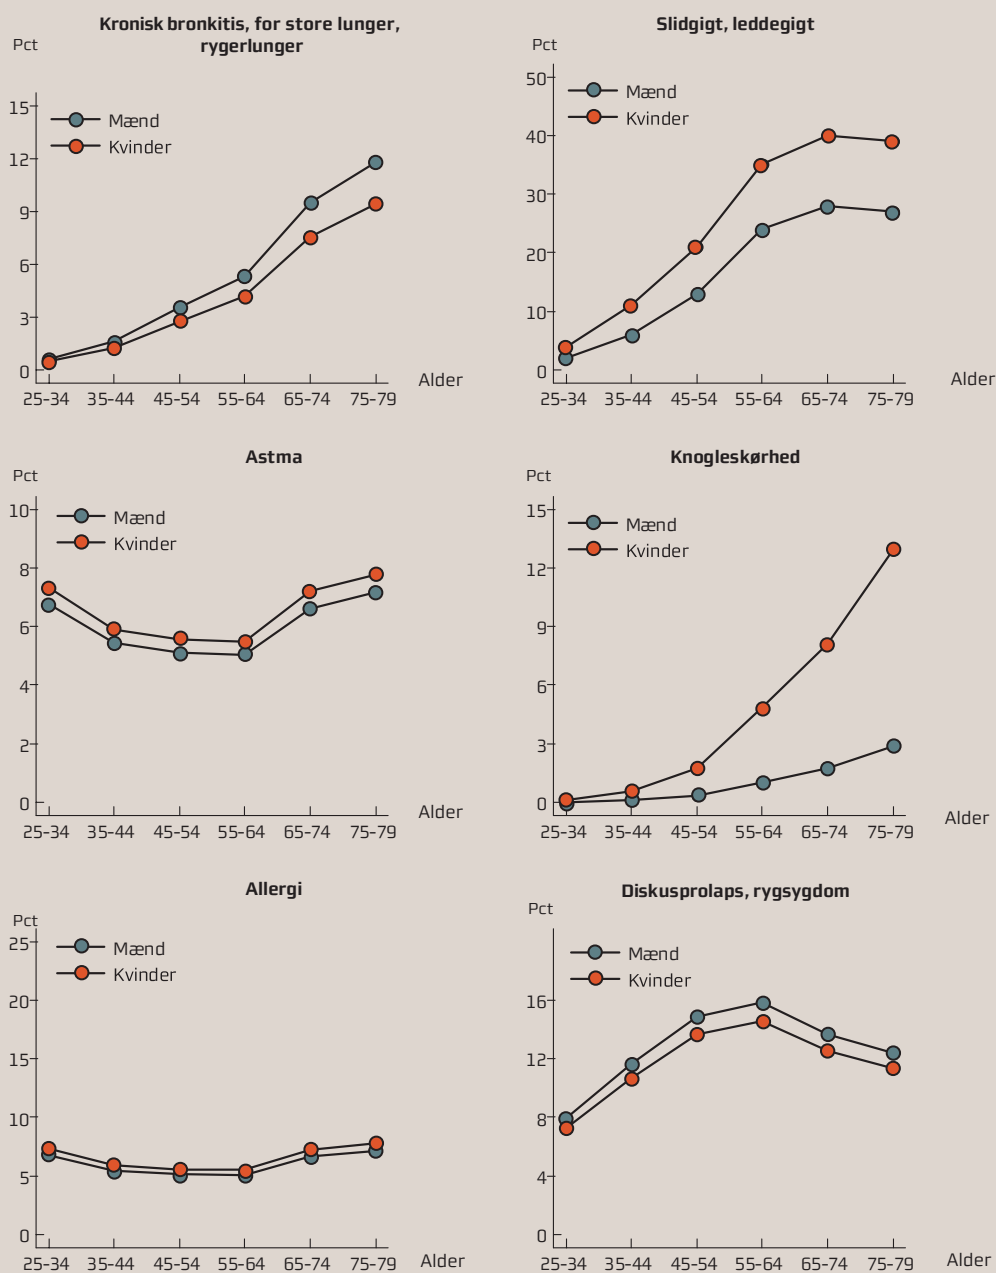 Kronisk bronkitis, for store lunger,
rygerlunger
Pct
15
12
9
6
3
0
Mænd
Kvinder
25-34 35-44 45-54 55-64 65-74 75-79
Alder
Slidgigt, leddegigt
Pct
50
40
30
20
10
0
Mænd
Kvinder
25-34 35-44 45-54 55-64 65-74 75-79
Alder
Astma
Pct
10
8
6
4
2
0
Mænd
Kvinder
25-34 35-44 45-54 55-64 65-74 75-79
Alder
Knogleskørhed
Pct
15
12
9
6
3
0
Mænd
Kvinder
25-34 35-44 45-54 55-64 65-74 75-79
Alder
Allergi
Pct
25
20
15
10
5
0
Mænd
Kvinder
25-34 35-44 45-54 55-64 65-74 75-79
Alder
Diskusprolaps, rygsygdom
Pct
16
12
8
4
0
Mænd
Kvinder
25-34 35-44 45-54 55-64 65-74 75-79
Alder